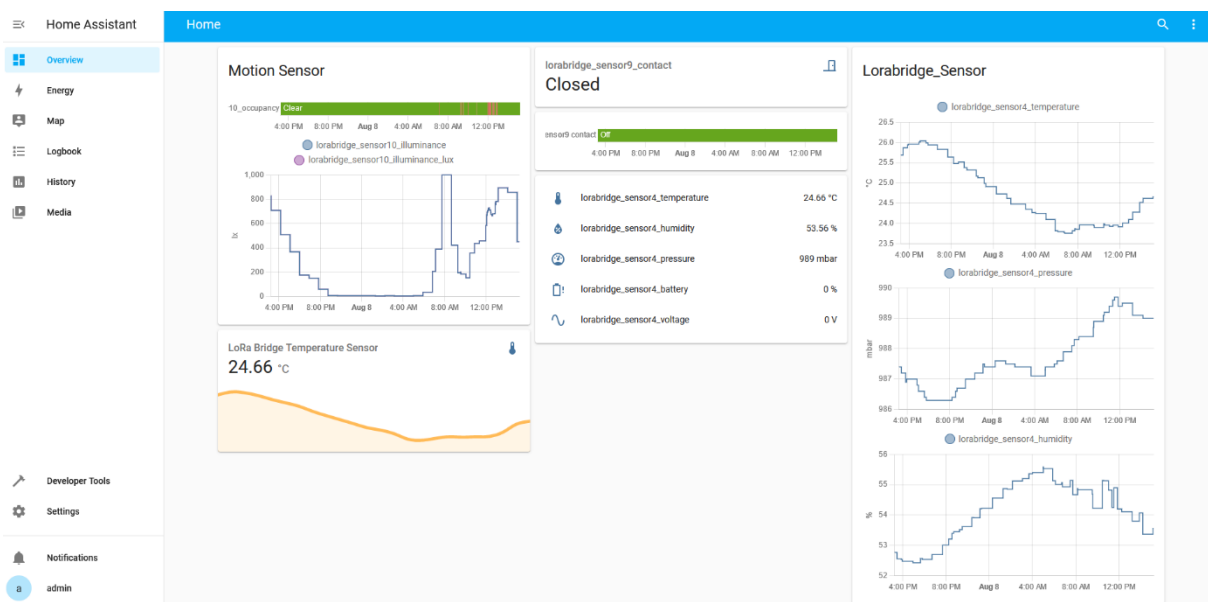 Home Assistant
Overview
Energy
Map
Logbook
History
Media
Developer Tools
Settings
Notifications
a admin
Home
Motion Sensor
10_occupancy Clear
4:00 PM 8:00 PM Aug 8 4:00 AM 8:00 AM 12:00 PM
lorabridge_sensor10_illuminance
lorabridge_sensor10_illuminance_lux
1,000
800
600
400
200
0
lx
4:00 PM 8:00 PM Aug 8 4:00 AM 8:00 AM 12:00 PM
LoRa Bridge Temperature Sensor
24.66 °C
lorabridge_sensor9_contact
Closed
ensor9 contact Off
4:00 PM 8:00 PM Aug 8 4:00 AM 8:00 AM 12:00 PM
lorabridge_sensor4_temperature 24.66 °C
lorabridge_sensor4_humidity 53.56 %
lorabridge_sensor4_pressure 989 mbar
lorabridge_sensor4_battery 0 %
lorabridge_sensor4_voltage 0 V
Lorabridge_Sensor
lorabridge_sensor4_temperature
26.5
26.0
25.5
25.0
24.5
24.0
23.5
°C
4:00 PM 8:00 PM Aug 8 4:00 AM 8:00 AM 12:00 PM
lorabridge_sensor4_pressure
990
989
988
987
986
mbar
4:00 PM 8:00 PM Aug 8 4:00 AM 8:00 AM 12:00 PM
lorabridge_sensor4_humidity
56
55
54
53
52
%
4:00 PM 8:00 PM Aug 8 4:00 AM 8:00 AM 12:00 PM